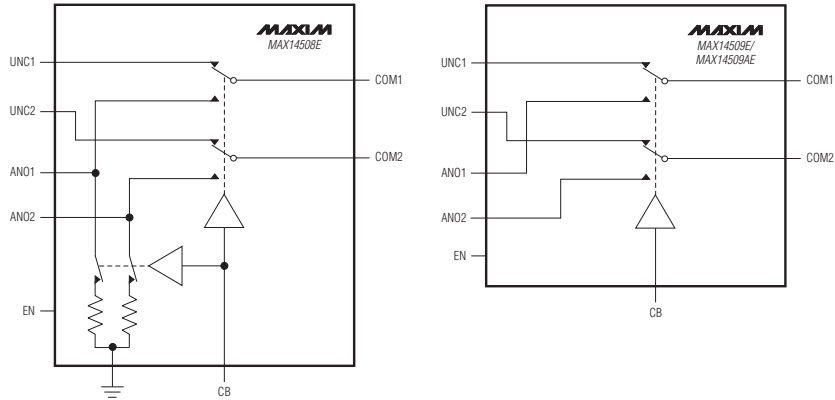 MAXIM
MAX14508E
UNC1
COM1
UNC2
COM2
ANO1
ANO2
EN
CB
MAXIM
MAX14509E/
MAX14509AE
UNC1
COM1
UNC2
COM2
ANO1
ANO2
EN
CB